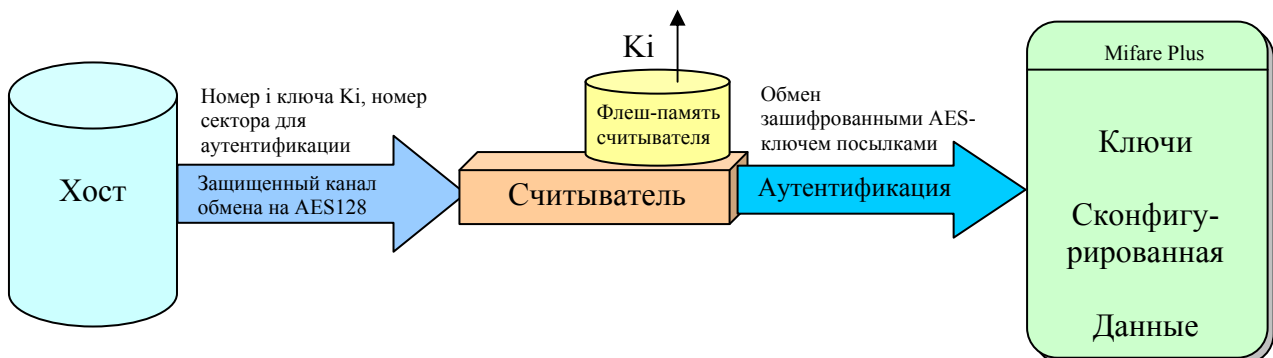 Хост
Номер i ключа Ki, номер
сектора для
аутентификации
Защищенный канал
обмена на AES128
Ki
Флеш-память
считывателя
Считыватель
Обмен
зашифрованными AES-
ключем посылками
Аутентификация
Mifare Plus
Ключи
Сконфигу-
рированная
Данные